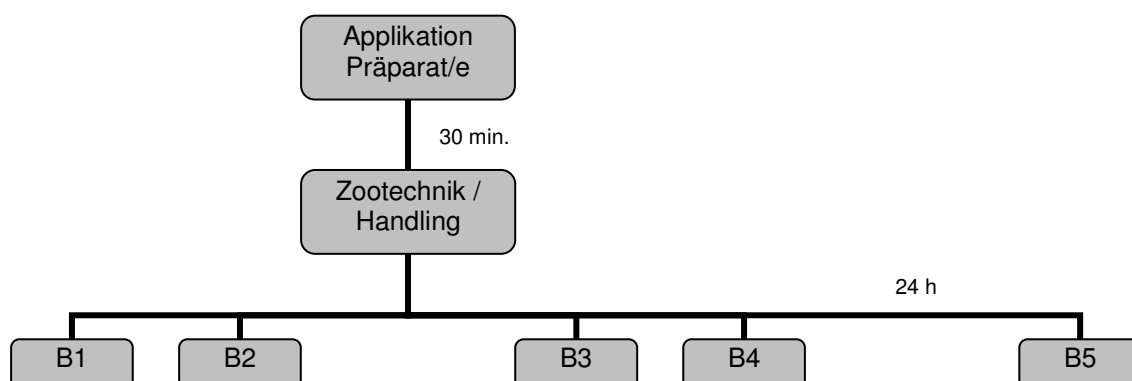 Applikation
Präparat/e
30 min.
Zootechnik /
Handling
24 h
B1
B2
B3
B4
B5